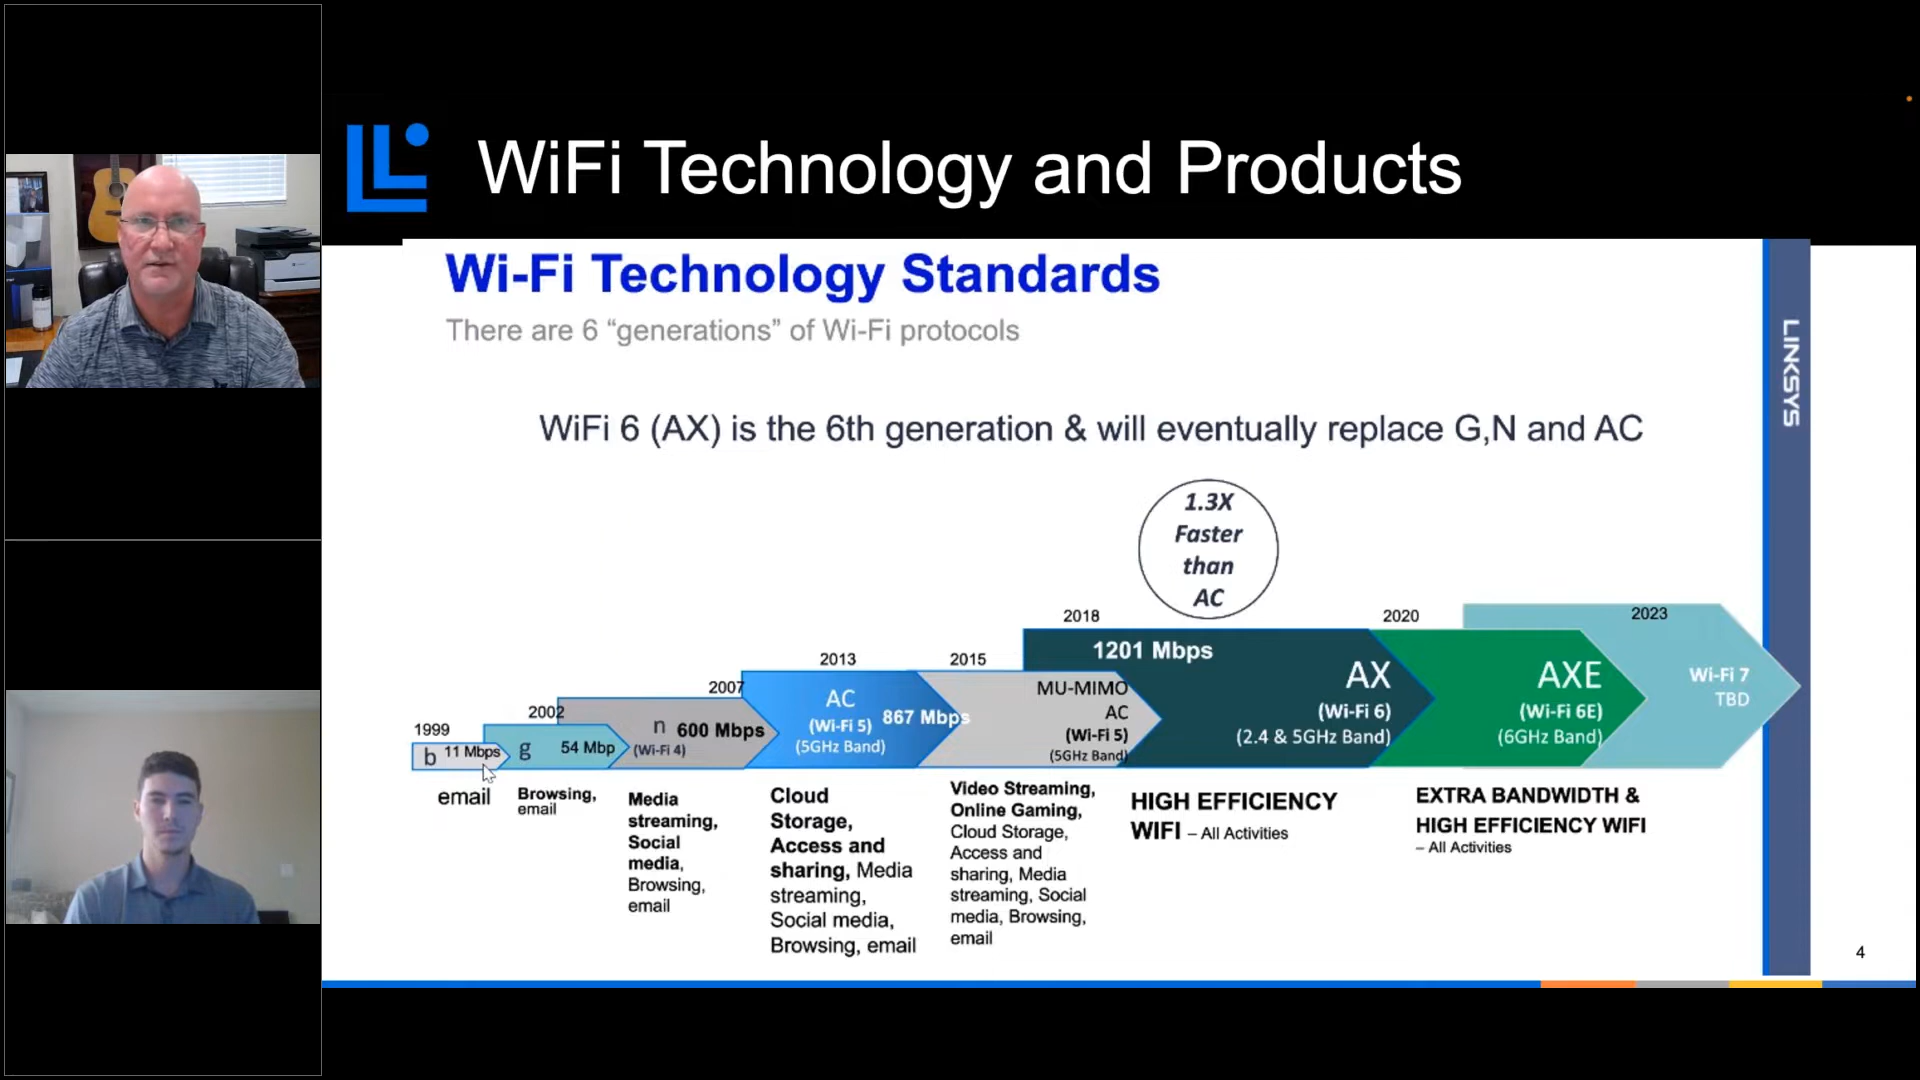 WiFi Technology and Products
Wi-Fi Technology Standards
There are 6 “generations” of Wi-Fi protocols
LINKSYS
WiFi 6 (AX) is the 6th generation & will eventually replace G,N and AC
1.3X
Faster
than
AC
1999
b 11 Mbps
email
2002
g 54 Mbp
Browsing,
email
2007
n 600 Mbps
(Wi-Fi 4)
Media
streaming,
Social
media,
Browsing,
email
2013
AC
(Wi-Fi 5) 867 Mbps
(5GHz Band)
Cloud
Storage,
Access and
sharing, Media
streaming,
Social media,
Browsing, email
2015
MU-MIMO
AC
(Wi-Fi 5)
(5GHz Band)
Video Streaming,
Online Gaming,
Cloud Storage,
Access and
sharing, Media
streaming, Social
media, Browsing,
email
2018
1201 Mbps
AX
(Wi-Fi 6)
(2.4 & 5GHz Band)
HIGH EFFICIENCY
WIFI – All Activities
2020
AXE
(Wi-Fi 6E)
(6GHz Band)
EXTRA BANDWIDTH &
HIGH EFFICIENCY WIFI
– All Activities
2023
Wi-Fi 7
TBD
4